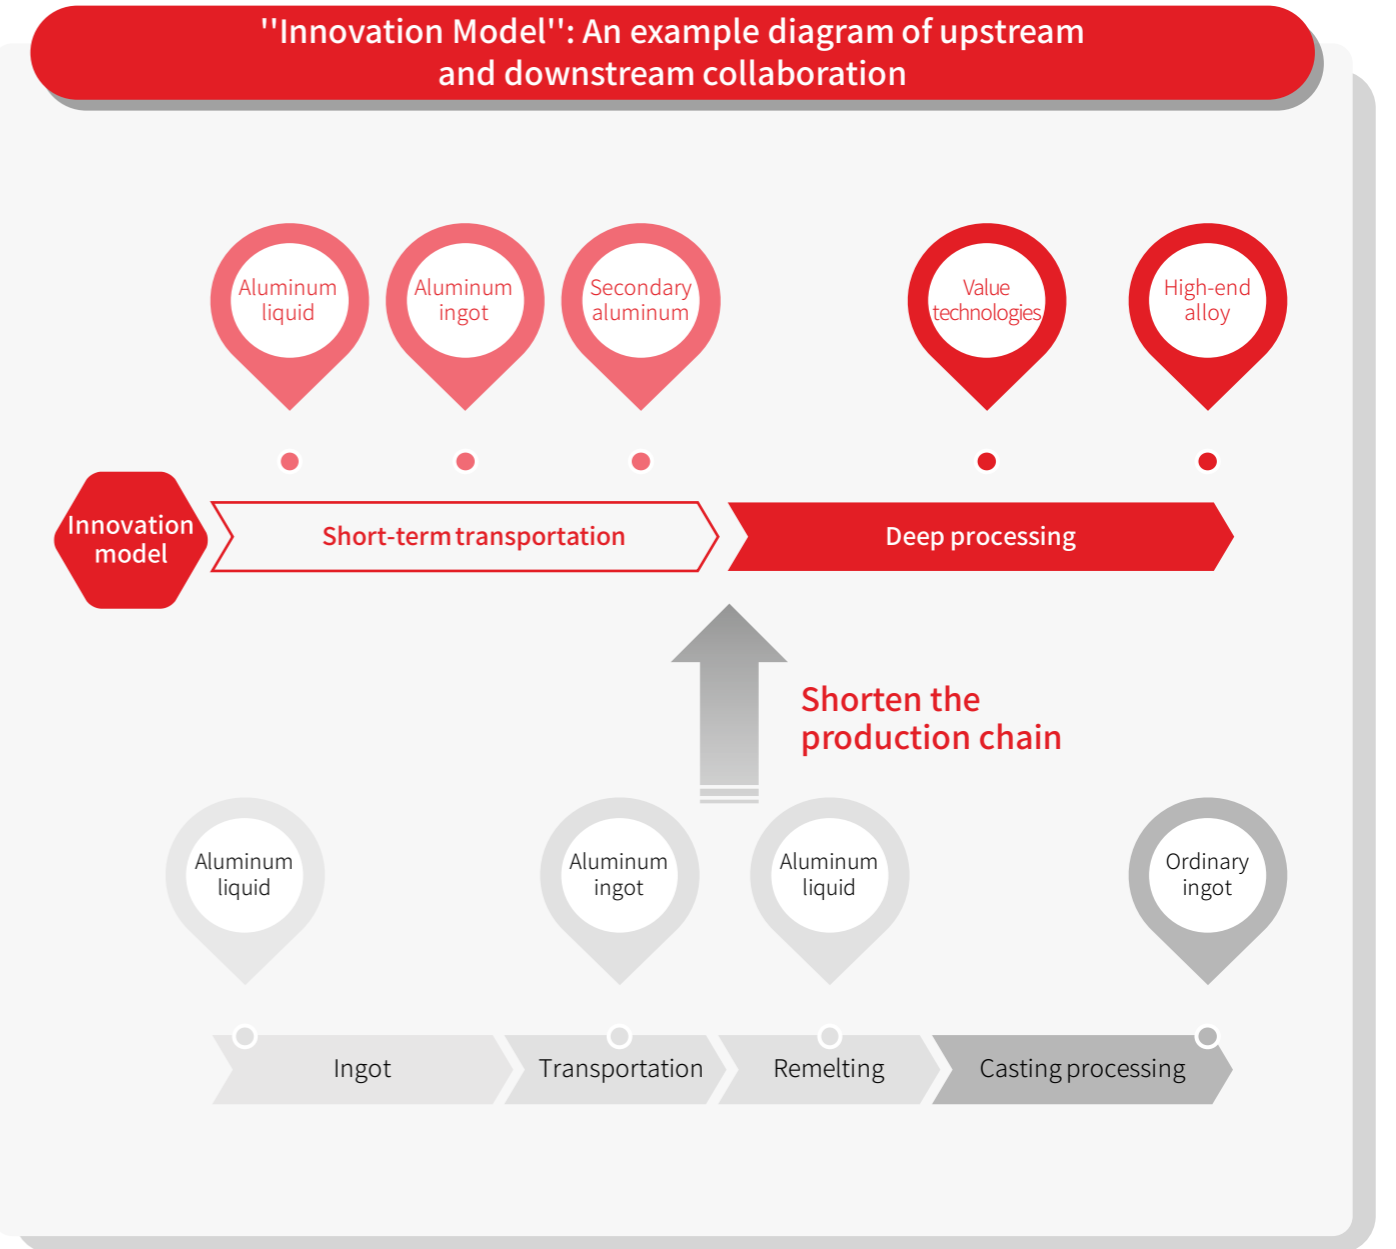 ''Innovation Model'': An example diagram of upstream
and downstream collaboration
Aluminum
liquid
Aluminum
ingot
Secondary
aluminum
Value
technologies
High-end
alloy
Innovation
model
Short-term transportation
Deep processing
Shorten the
production chain
Aluminum
liquid
Aluminum
ingot
Aluminum
liquid
Ordinary
ingot
Ingot
Transportation
Remelting
Casting processing